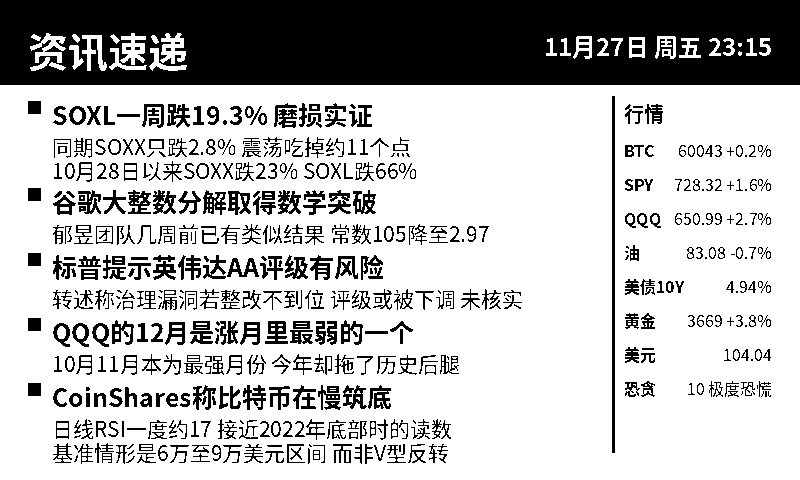 资讯速递
11月27日 周五 23:15
SOXL一周跌19.3% 磨损实证
同期SOXX只跌2.8% 震荡吃掉约11个点
10月28日以来SOXX跌23% SOXL跌66%
谷歌大整数分解取得数学突破
郁昱团队几周前已有类似结果 常数105降至2.97
标普提示英伟达AA评级有风险
转述称治理漏洞若整改不到位 评级或被下调 未核实
QQQ的12月是涨月里最弱的一个
10月11月本为最强月份 今年却拖了历史后腿
CoinShares称比特币在慢筑底
日线RSI一度约17 接近2022年底部时的读数
基准情形是6万至9万美元区间 而非V型反转
行情
BTC 60043 +0.2%
SPY 728.32 +1.6%
QQQ 650.99 +2.7%
油 83.08 -0.7%
美债10Y 4.94%
黄金 3669 +3.8%
美元 104.04
恐贪 10 极度恐慌